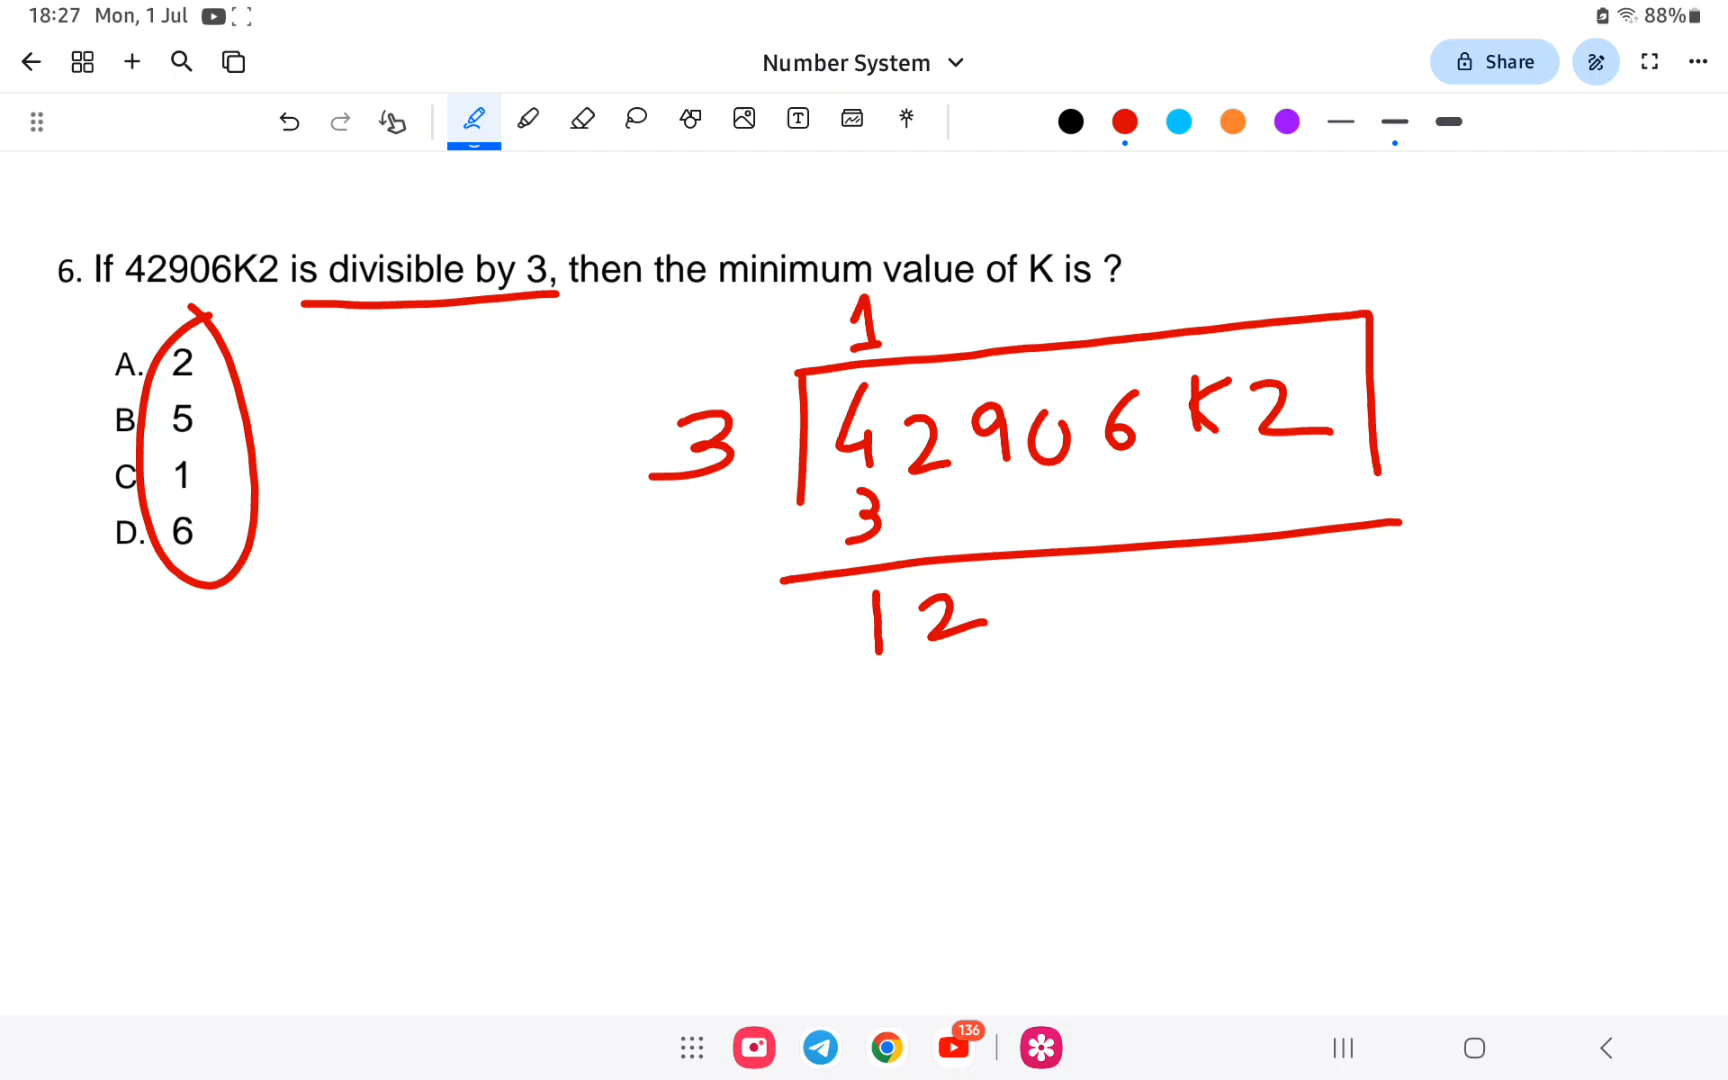 18:27 Mon, 1 Jul
88%
Number System
Share
6. If 42906K2 is divisible by 3, then the minimum value of K is ?
A. 2
B 5
C 1
D. 6
1
3 42906K2
3
12
136